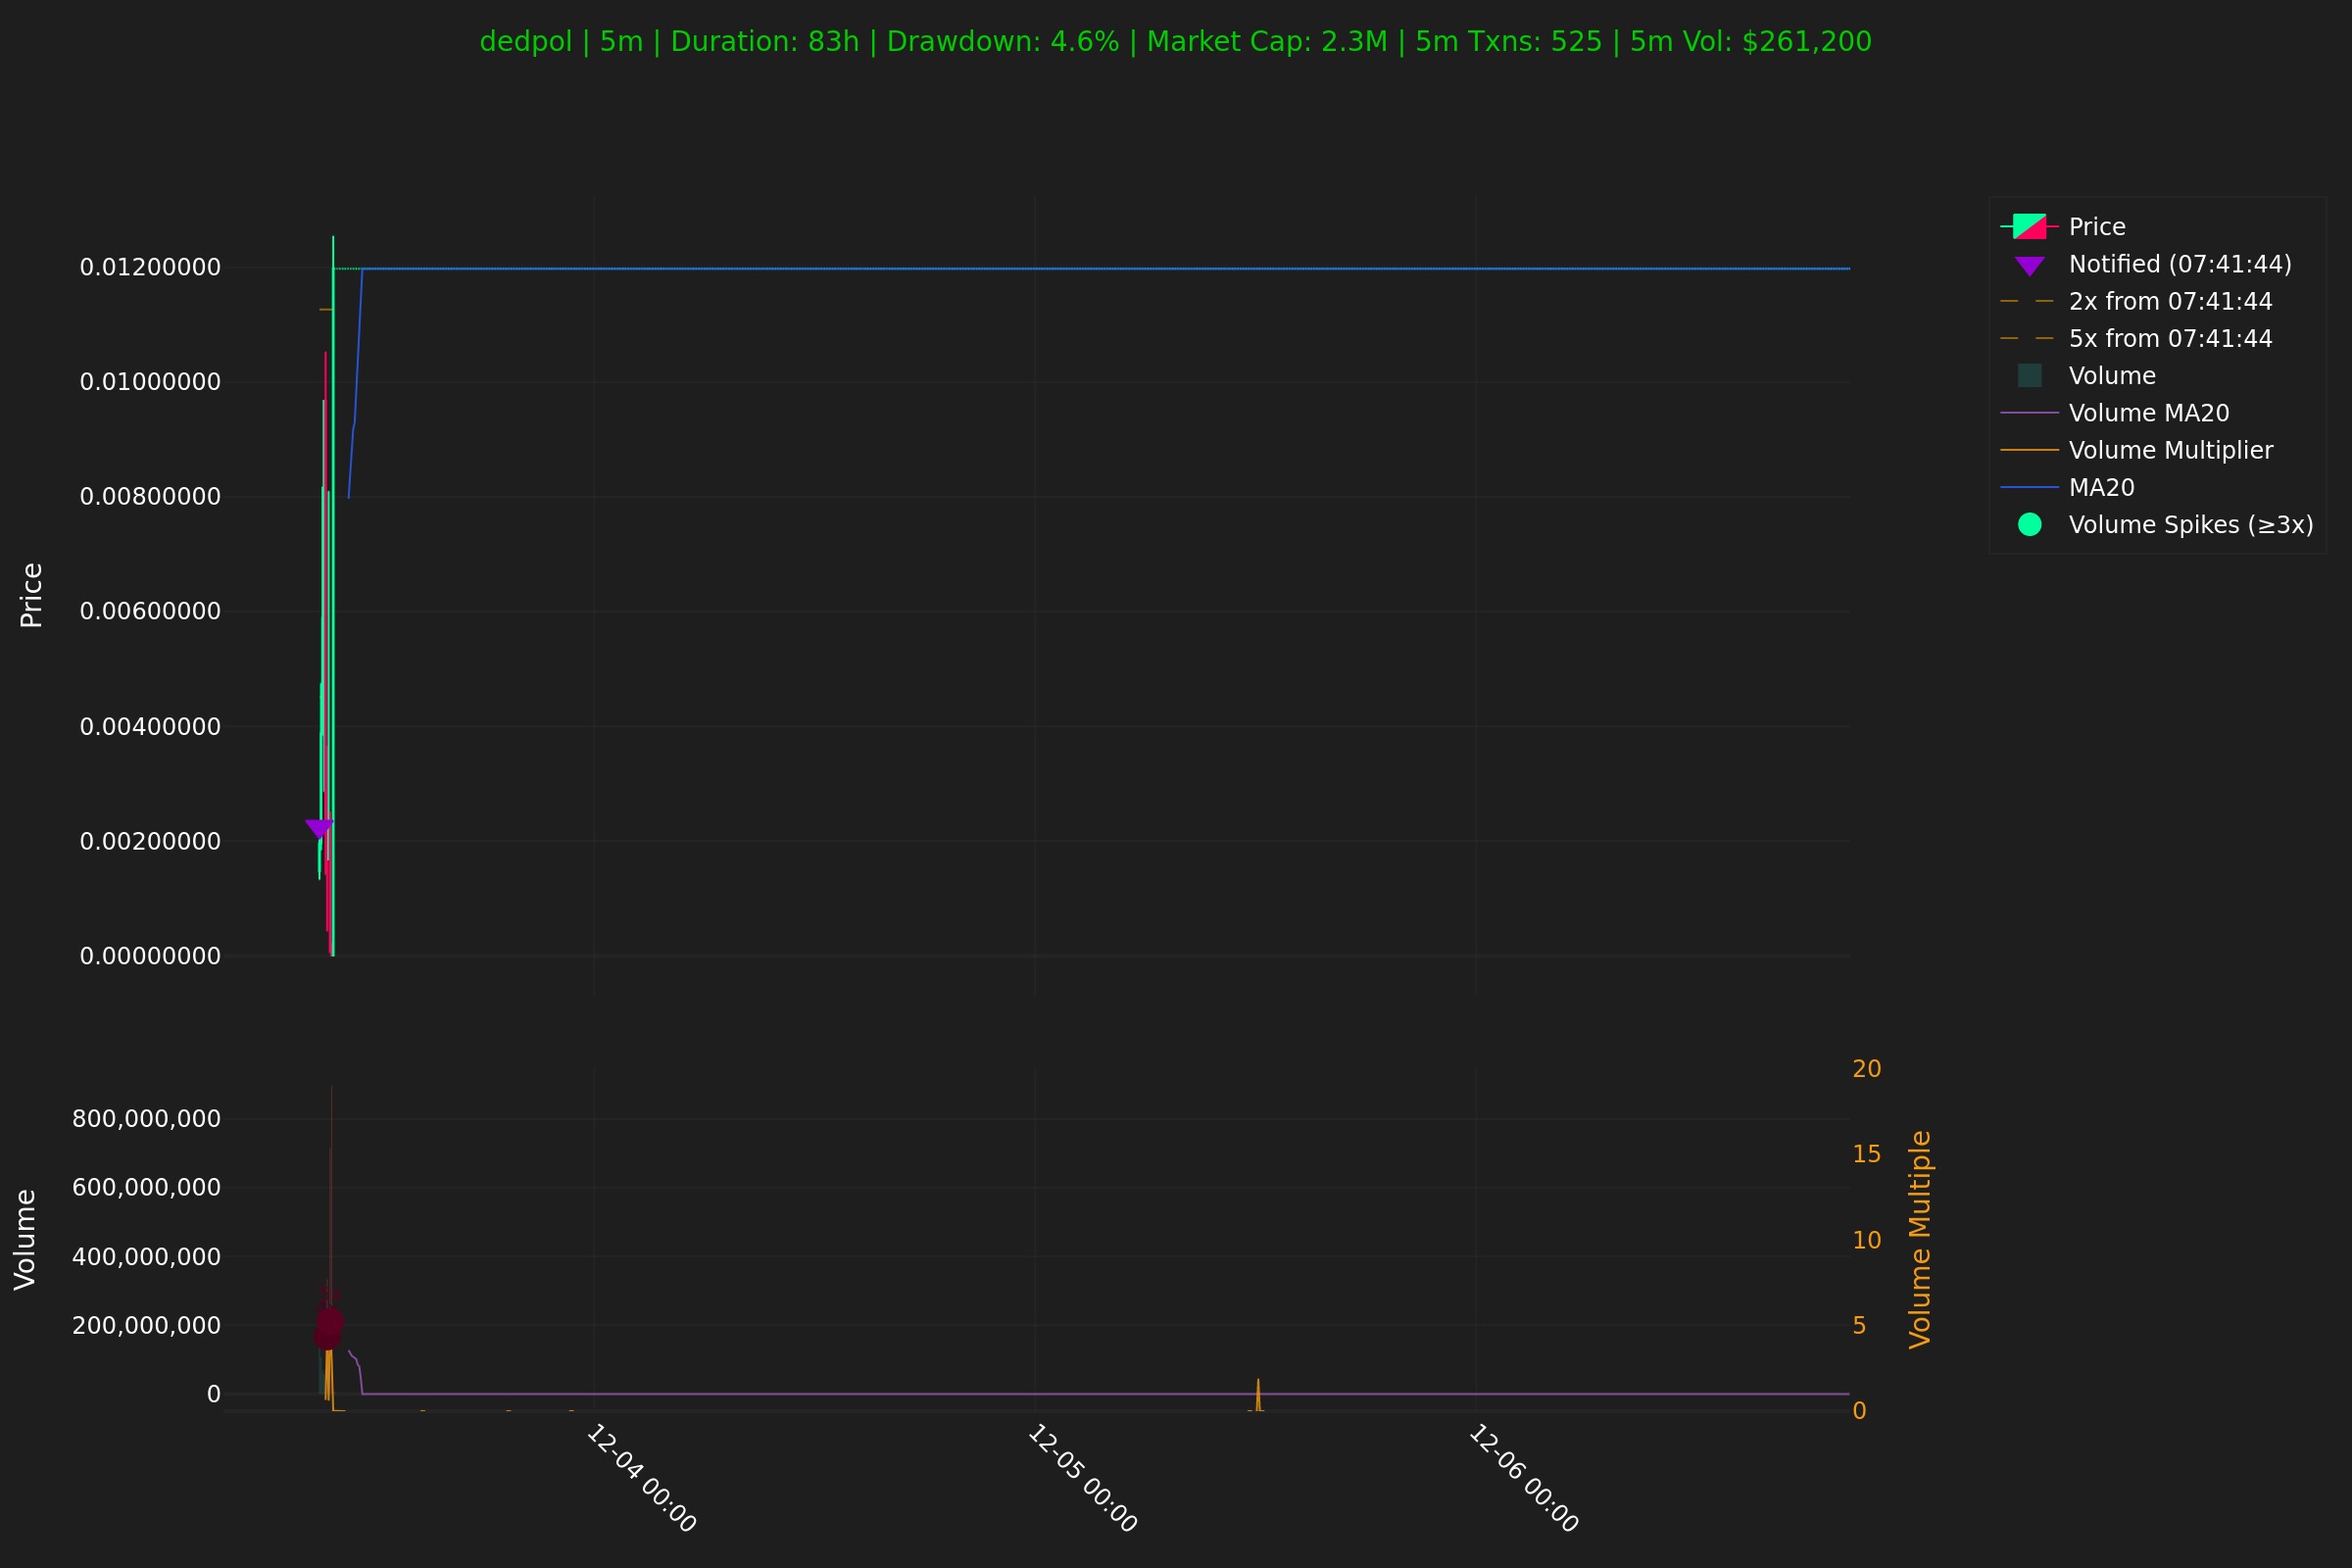 dedpol | 5m | Duration: 83h | Drawdown: 4.6% | Market Cap: 2.3M | 5m Txns: 525 | 5m Vol: $261,200
Price
0.01200000
0.01000000
0.00800000
0.00600000
0.00400000
0.00200000
0.00000000
Price
Notified (07:41:44)
2x from 07:41:44
5x from 07:41:44
Volume
Volume MA20
Volume Multiplier
MA20
Volume Spikes (≥3x)
Volume
800,000,000
600,000,000
400,000,000
200,000,000
0
20
15
10
5
0
Volume Multiple
12-04 00:00
12-05 00:00
12-06 00:00